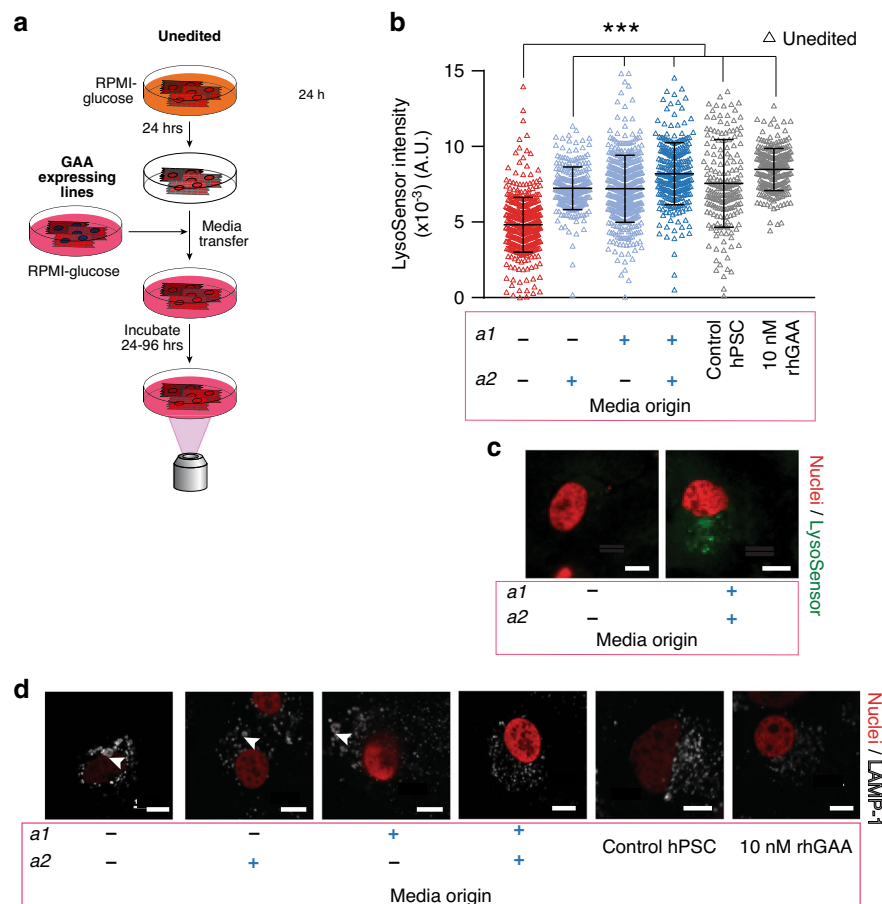 a
Unedited
RPMI-
glucose
24 h
24 hrs
GAA
expressing
lines
Media
transfer
RPMI-glucose
Incubate
24-96 hrs
b
***
△ Unedited
LysoSensor intensity
(x10⁻³) (A.U.)
15
10
5
0
a1 – – + +
a2 – + – +
Control
hPSC
10 nM
rhGAA
Media origin
c
Nuclei / LysoSensor
a1 – +
a2 – +
Media origin
d
Nuclei / LAMP-1
a1 – – + +
a2 – + – +
Control hPSC 10 nM rhGAA
Media origin